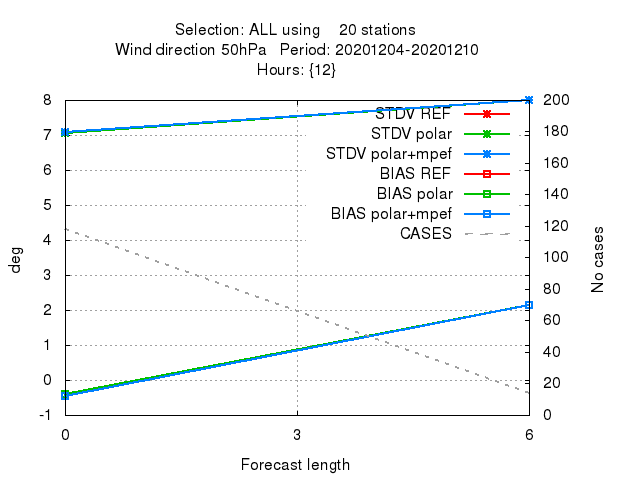 Selection: ALL using 20 stations
Wind direction 50hPa Period: 20201204-20201210
Hours: {12}
8 200
STDV REF
7 180
STDV polar
STDV polar+mpef
6 160
BIAS REF
5 140
BIAS polar
BIAS polar+mpef
4 120
CASES
3 100
2 80
1 60
0 40
-1 20
0
deg
No cases
0 3 6
Forecast length